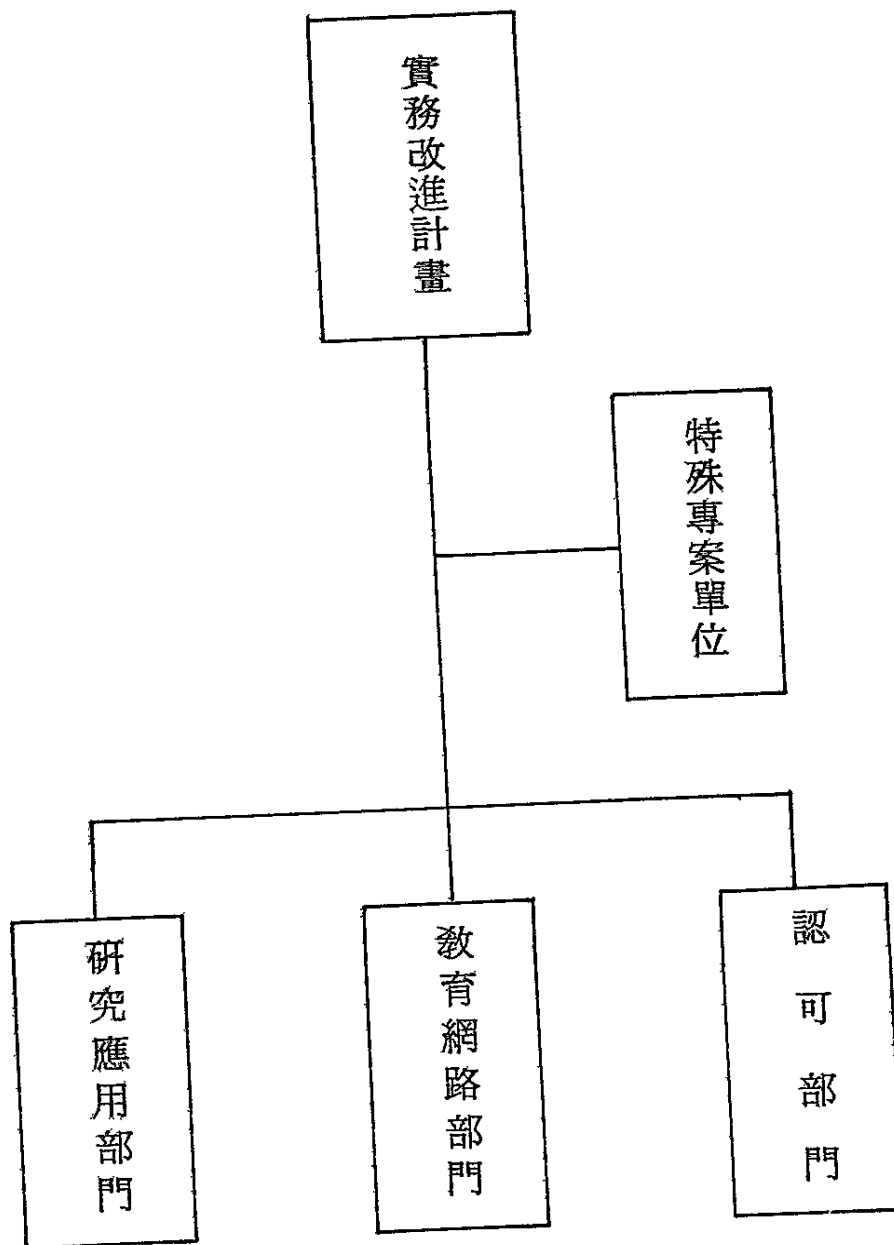 實務改進計畫
特殊專案單位
認可部門
教育網路部門
研究應用部門